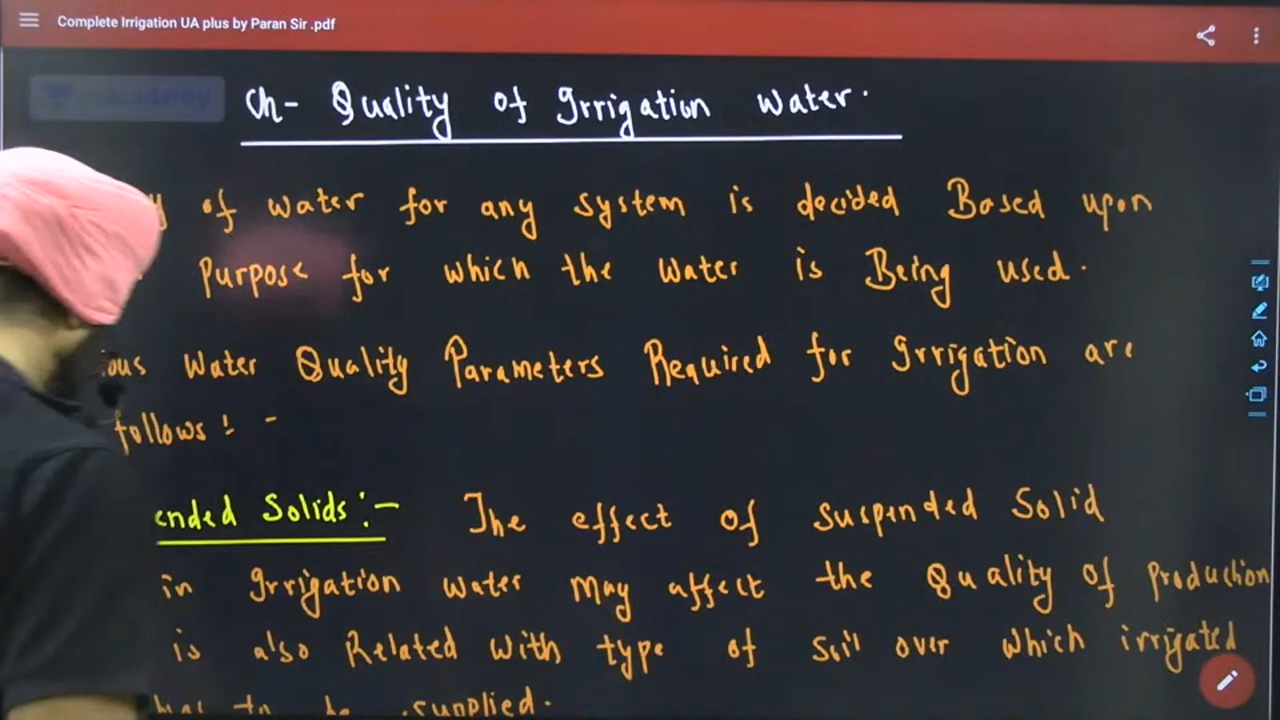 Complete Irrigation UA plus by Paran Sir .pdf
Ch- Quality of Irrigation Water.
of water for any system is decided Based upon
Purpose for which the water is Being used.
Water Quality Parameters Required for Irrigation are
follows: -
ended Solids:- The effect of suspended Solid
in Irrigation water May affect the Quality of Production
is also Related with type of soil over which irrigated
to be supplied.